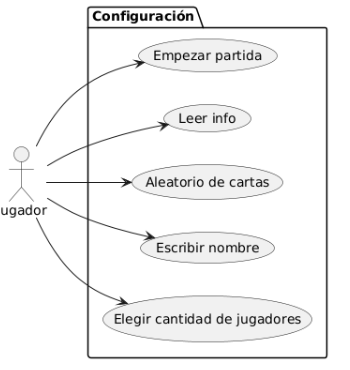 Configuración
Empezar partida
Leer info
Aleatorio de cartas
ugador
Escribir nombre
Elegir cantidad de jugadores